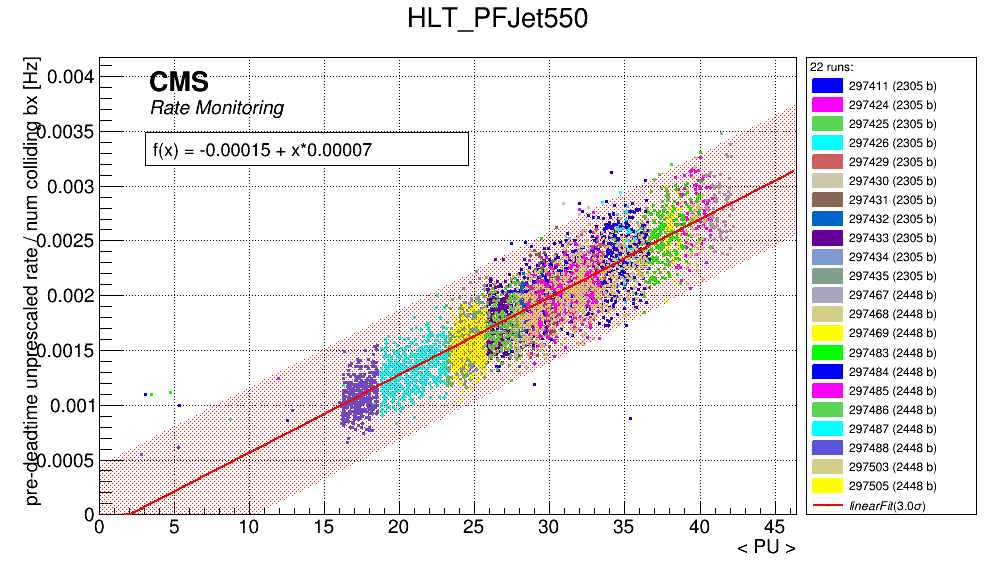 HLT_PFJet550
pre-deadtime unprescaled rate / num colliding bx [Hz]
CMS
Rate Monitoring
f(x) = -0.00015 + x*0.00007
0.004
0.0035
0.003
0.0025
0.002
0.0015
0.001
0.0005
0
0 5 10 15 20 25 30 35 40 45
< PU >
22 runs:
297411 (2305 b)
297424 (2305 b)
297425 (2305 b)
297426 (2305 b)
297429 (2305 b)
297430 (2305 b)
297431 (2305 b)
297432 (2305 b)
297433 (2305 b)
297434 (2305 b)
297435 (2305 b)
297467 (2448 b)
297468 (2448 b)
297469 (2448 b)
297483 (2448 b)
297484 (2448 b)
297485 (2448 b)
297486 (2448 b)
297487 (2448 b)
297488 (2448 b)
297503 (2448 b)
297505 (2448 b)
linearFit(3.0σ)